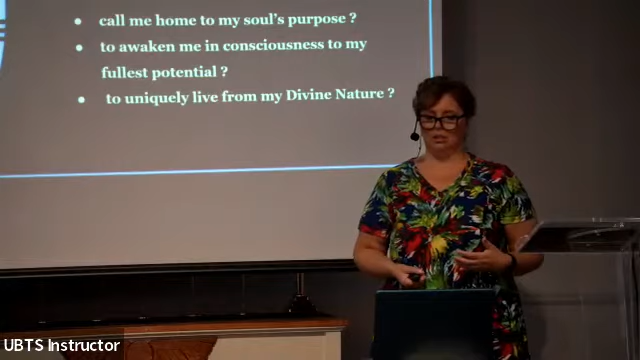 call me home to my soul's purpose ?
to awaken me in consciousness to my
fullest potential ?
to uniquely live from my Divine Nature ?
UBTS Instructor